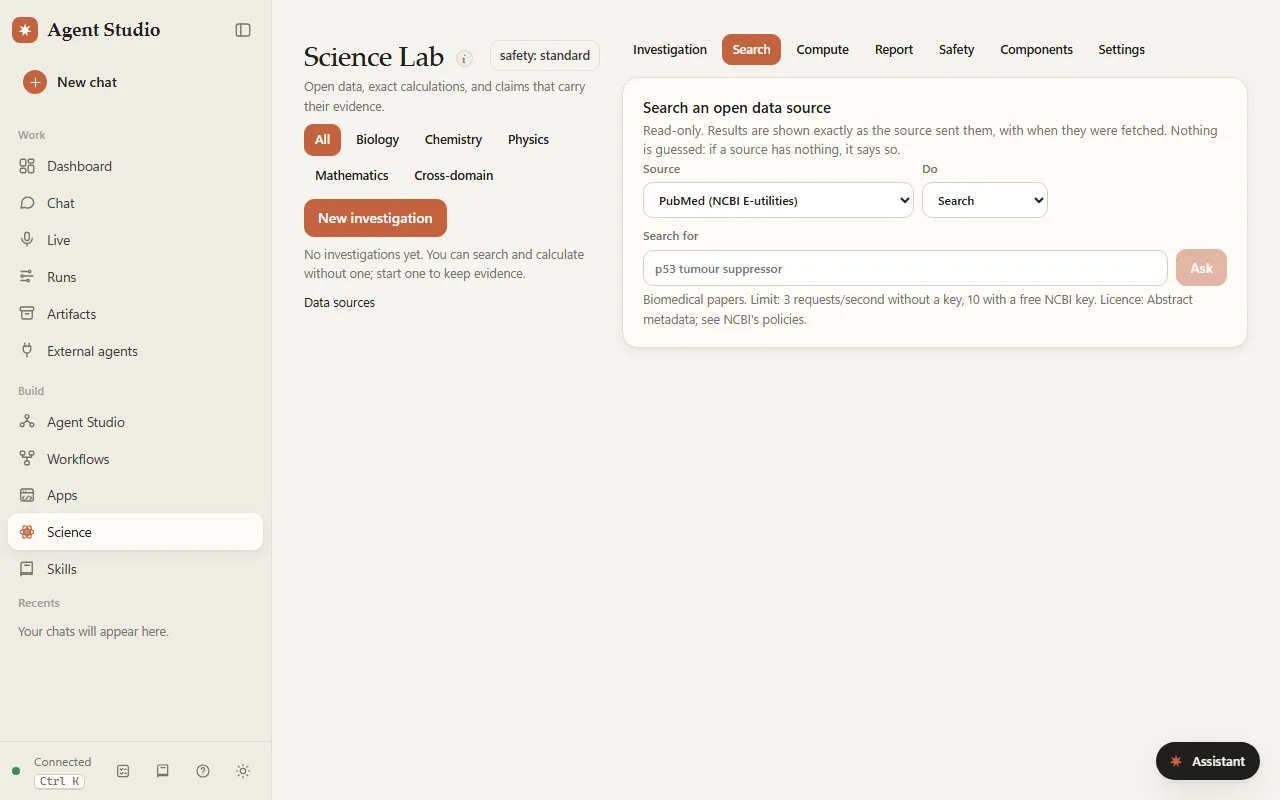 Agent Studio
New chat
Work
Dashboard
Chat
Live
Runs
Artifacts
External agents
Build
Agent Studio
Workflows
Apps
Science
Skills
Recents
Your chats will appear here.
Connected
Ctrl K
Science Lab
i
safety: standard
Open data, exact calculations, and claims that carry
their evidence.
All Biology Chemistry Physics
Mathematics Cross-domain
New investigation
No investigations yet. You can search and calculate
without one; start one to keep evidence.
Data sources
Investigation Search Compute Report Safety Components Settings
Search an open data source
Read-only. Results are shown exactly as the source sent them, with when they were fetched. Nothing
is guessed: if a source has nothing, it says so.
Source Do
PubMed (NCBI E-utilities) Search
Search for
p53 tumour suppressor Ask
Biomedical papers. Limit: 3 requests/second without a key, 10 with a free NCBI key. Licence: Abstract
metadata; see NCBI's policies.
Assistant